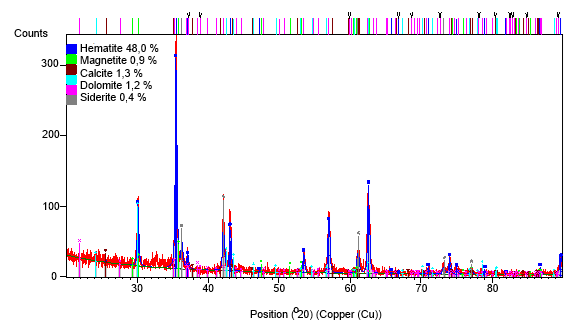 Counts
Hematite 48,0 %
Magnetite 0,9 %
Calcite 1,3 %
Dolomite 1,2 %
Siderite 0,4 %
300
200
100
0
30 40 50 60 70 80
Position (°20) (Copper (Cu))